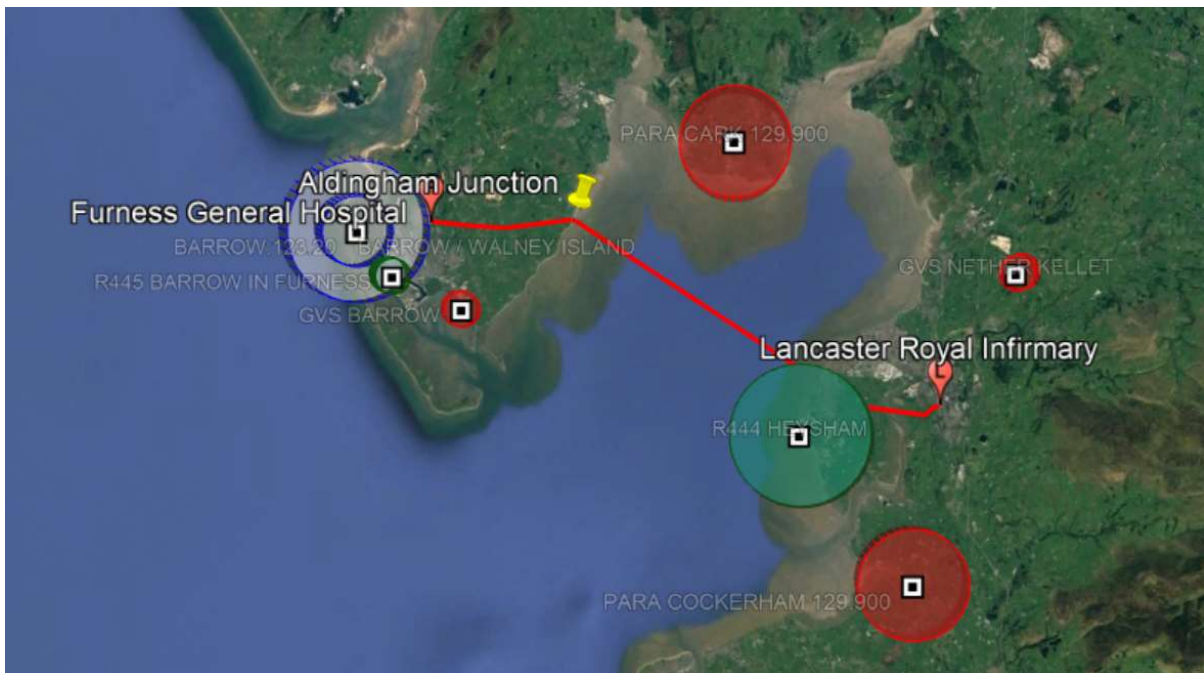 PARA CARK 129.900
Aldingham Junction
Furness General Hospital
BARROW 123.20
BARROW / WALNEY ISLAND
R445 BARROW IN FURNESS
GVS NETHER KELLET
GVS BARROW
Lancaster Royal Infirmary
L
R444 HEYSHAM
PARA COCKERHAM 129.900